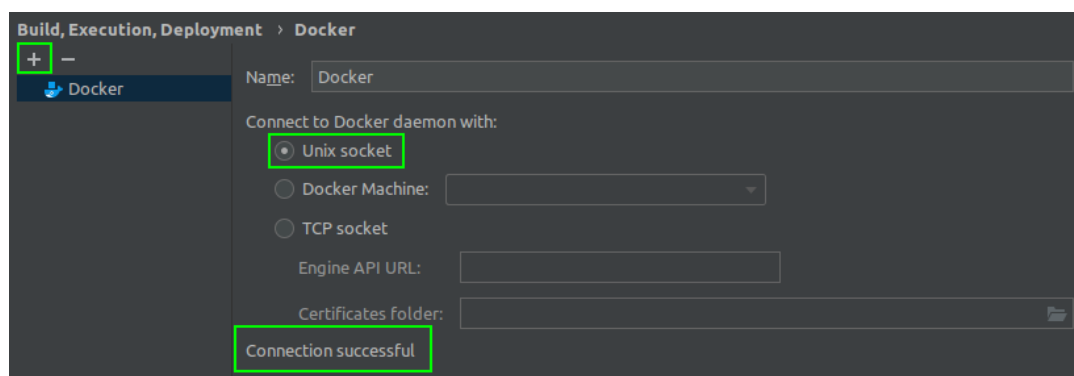 Build, Execution, Deployment › Docker
+ −
Docker
Name: Docker
Connect to Docker daemon with:
Unix socket
Docker Machine:
TCP socket
Engine API URL:
Certificates folder:
Connection successful